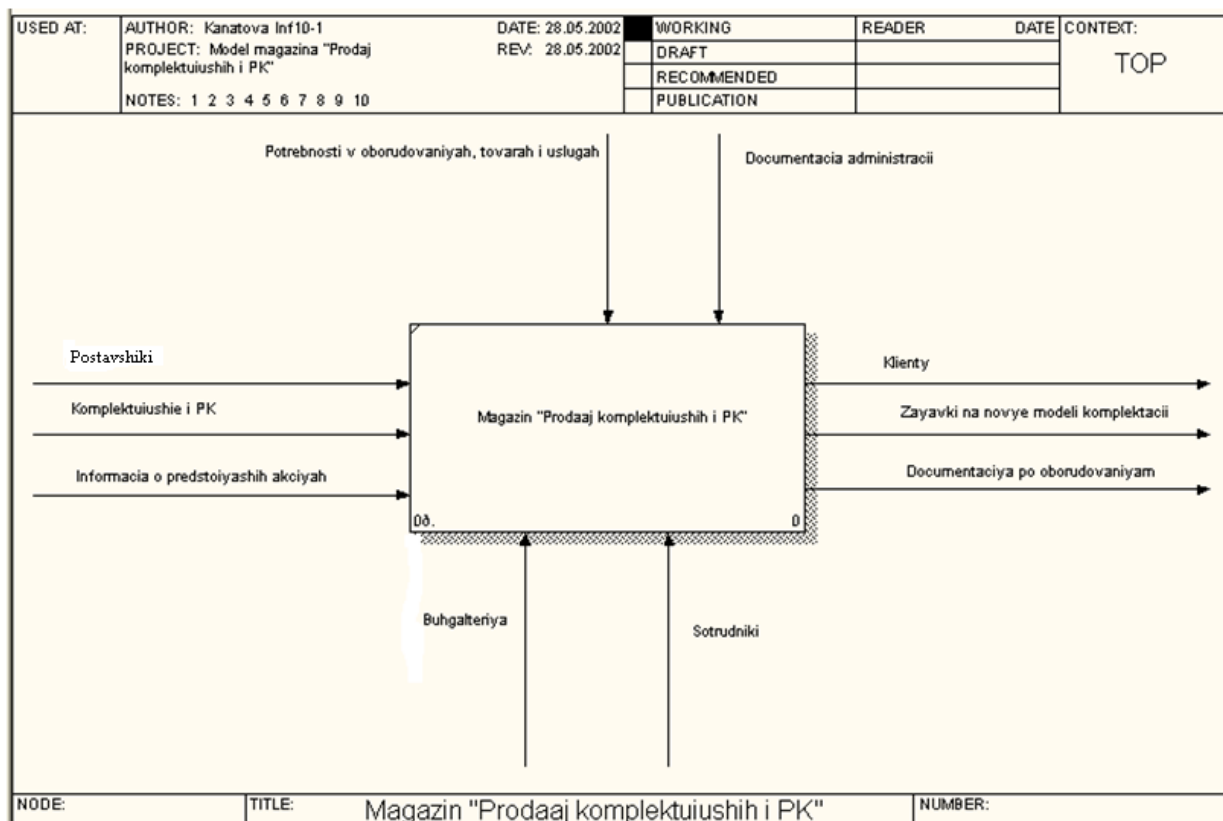 USED AT:
AUTHOR: Kanatova Inf10-1
DATE: 28.05.2002
WORKING
READER
DATE
CONTEXT:
PROJECT: Model magazina "Prodaj
REV: 28.05.2002
DRAFT
komplektuiushih i PK"
RECOMMENDED
TOP
NOTES: 1 2 3 4 5 6 7 8 9 10
PUBLICATION
Potrebnosti v oborudovaniyah, tovarah i uslugah
Documentacia administracii
Postavshiki
Klienty
Komplektuiushie i PK
Magazin "Prodaaj komplektuiushih i PK"
Zayavki na novye modeli komplektacii
Informacia o predstoiyashih akciyah
Documentaciya po oborudovaniyam
0ð.
0
Buhgalteriya
Sotrudniki
NODE:
TITLE:
Magazin "Prodaaj komplektuiushih i PK"
NUMBER: